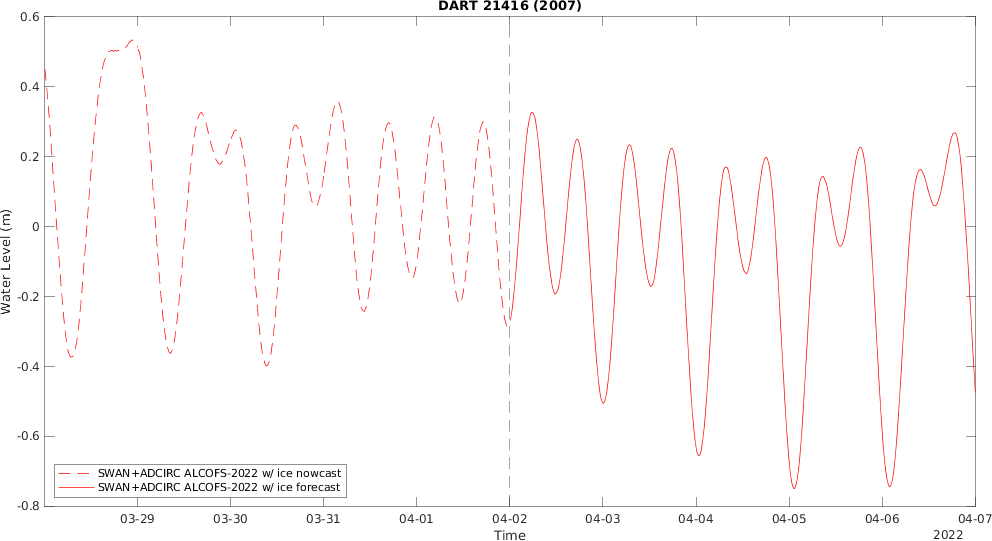 DART 21416 (2007)
0.6
0.4
0.2
0
-0.2
-0.4
-0.6
-0.8
Water Level (m)
SWAN+ADCIRC ALCOFS-2022 w/ ice nowcast
SWAN+ADCIRC ALCOFS-2022 w/ ice forecast
03-29 03-30 03-31 04-01 04-02 04-03 04-04 04-05 04-06 04-07
Time
2022